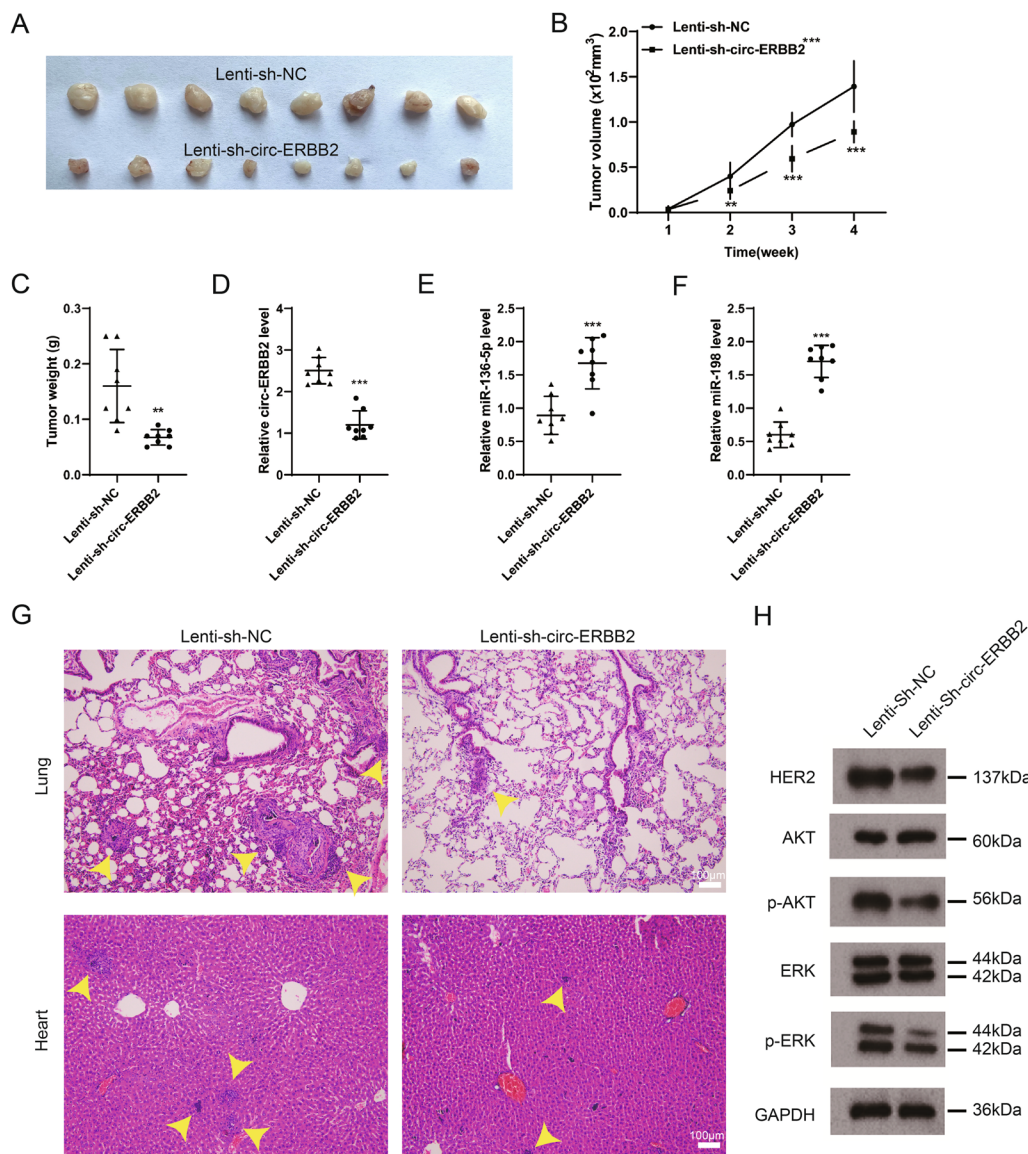 A
Lenti-sh-NC
Lenti-sh-circ-ERBB2
B
Lenti-sh-NC
Lenti-sh-circ-ERBB2***
Tumor volume (x10²mm³)
2.0
1.5
1.0
0.5
0.0
**
***
***
1 2 3 4
Time(week)
C
Tumor weight (g)
0.3
0.2
0.1
0.0
**
Lenti-sh-NC
Lenti-sh-circ-ERBB2
D
Relative circ-ERBB2 level
4
3
2
1
0
***
Lenti-sh-NC
Lenti-sh-circ-ERBB2
E
Relative miR-136-5p level
2.5
2.0
1.5
1.0
0.5
0.0
***
Lenti-sh-NC
Lenti-sh-circ-ERBB2
F
Relative miR-198 level
2.5
2.0
1.5
1.0
0.5
0.0
***
Lenti-sh-NC
Lenti-sh-circ-ERBB2
G
Lenti-sh-NC
Lenti-sh-circ-ERBB2
Lung
100μm
Heart
100μm
H
Lenti-Sh-NC
Lenti-Sh-circ-ERBB2
HER2
137kDa
AKT
60kDa
p-AKT
56kDa
ERK
44kDa
42kDa
p-ERK
44kDa
42kDa
GAPDH
36kDa